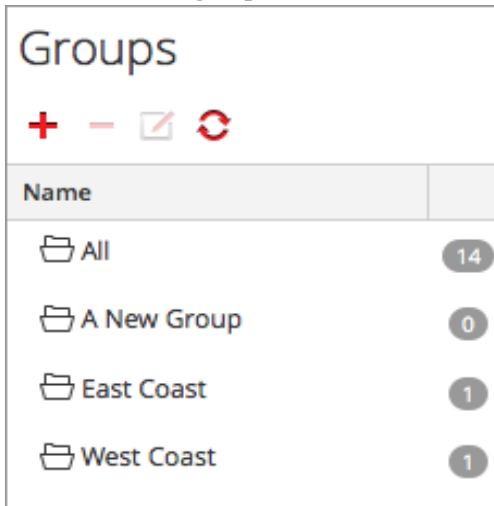 Groups
Name
All 14
A New Group 0
East Coast 1
West Coast 1